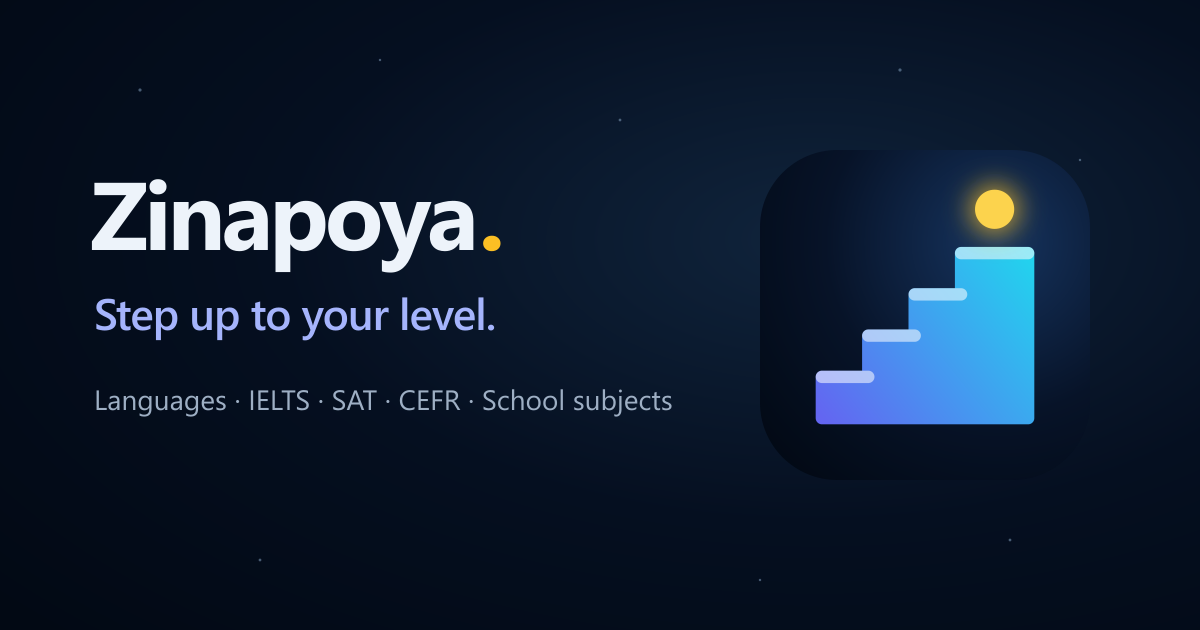 Zinapoya.
Step up to your level.
Languages · IELTS · SAT · CEFR · School subjects